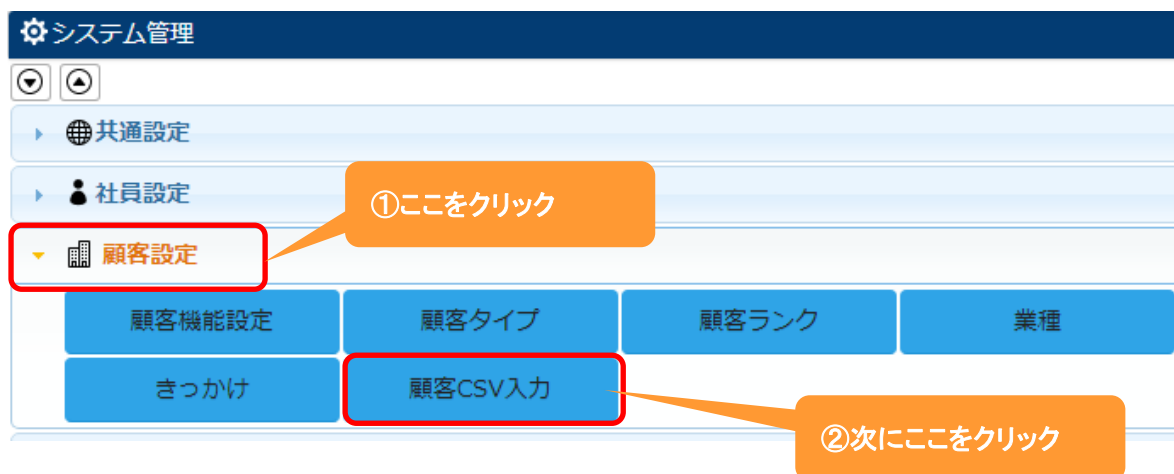 システム管理
共通設定
社員設定
①ここをクリック
顧客設定
顧客機能設定 顧客タイプ 顧客ランク 業種
きっかけ 顧客CSV入力
②次にここをクリック